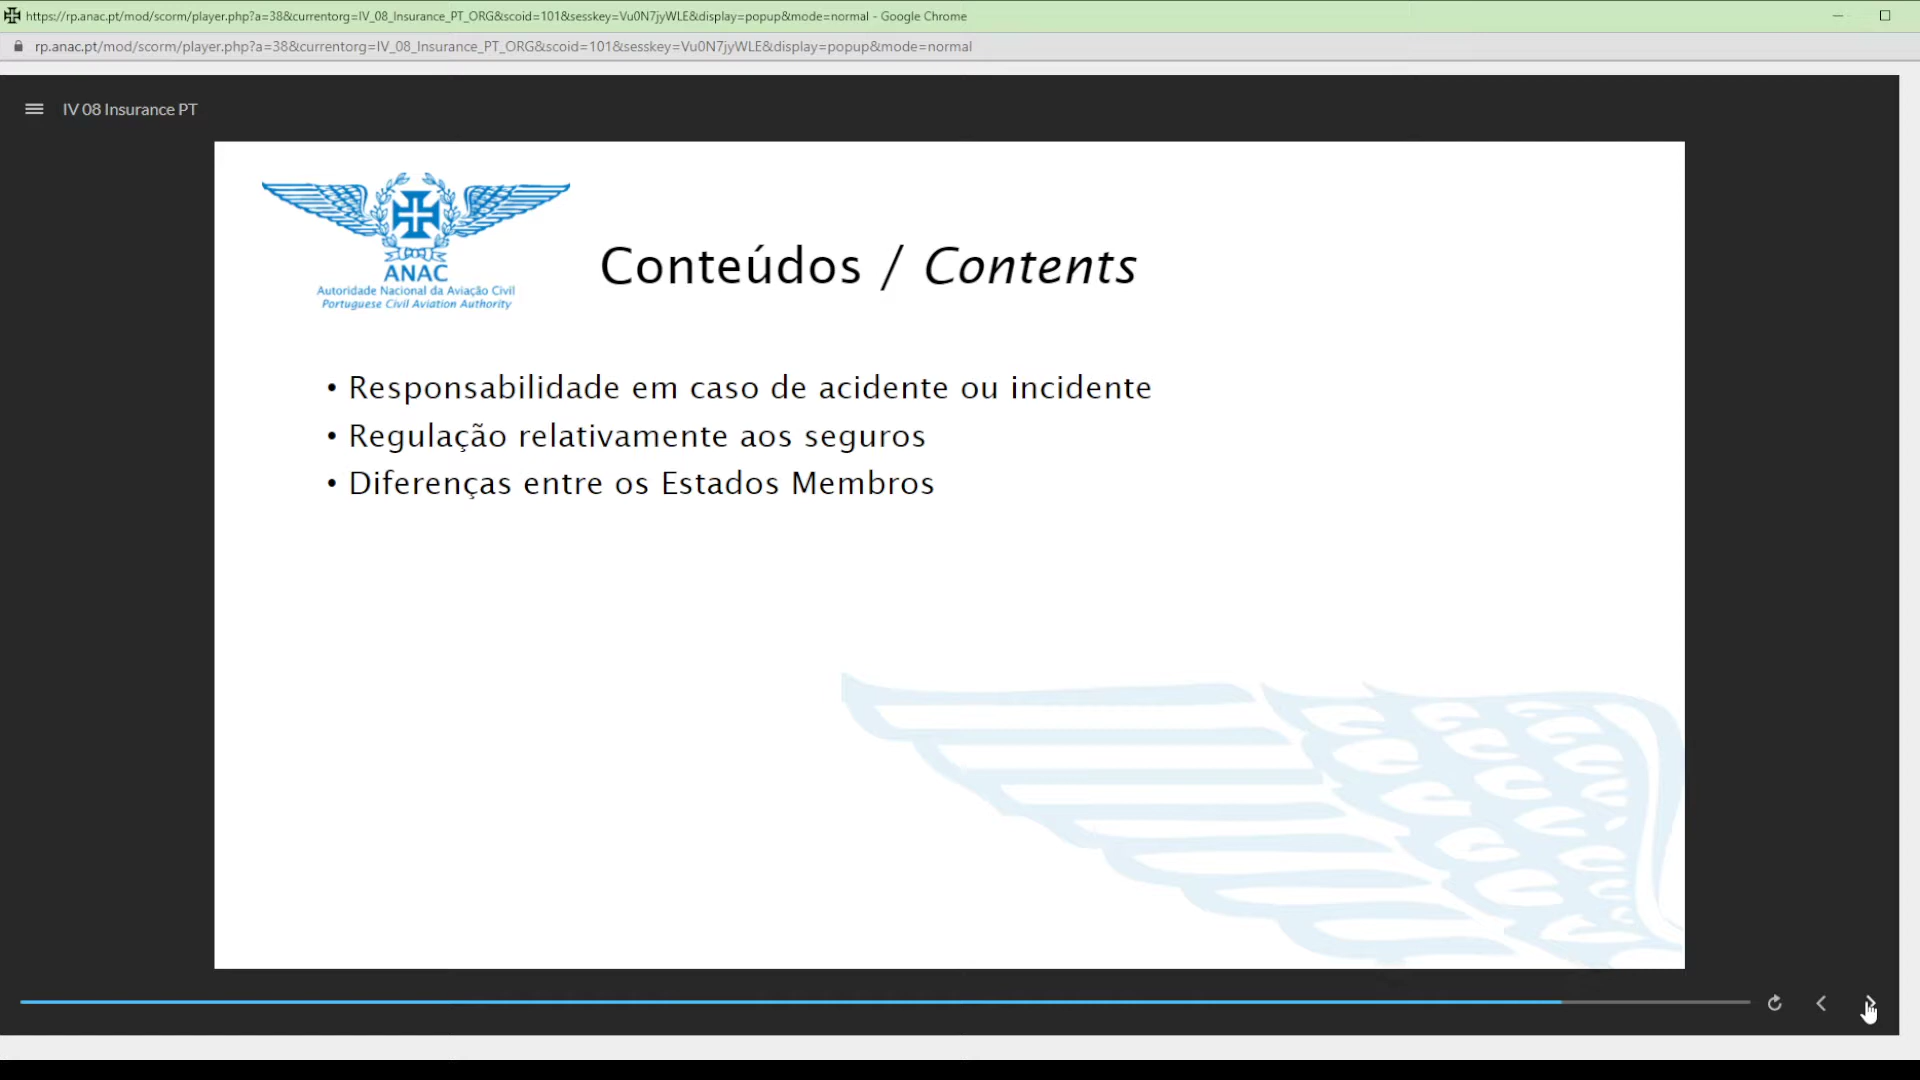 https://rp.anac.pt/mod/scorm/player.php?a=38&currentorg=IV_08_Insurance_PT_ORG&scoid=101&sesskey=Vu0N7jyWLE&display=popup&mode=normal - Google Chrome
rp.anac.pt/mod/scorm/player.php?a=38&currentorg=IV_08_Insurance_PT_ORG&scoid=101&sesskey=Vu0N7jyWLE&display=popup&mode=normal
IV 08 Insurance PT
ANAC
Autoridade Nacional da Aviação Civil
Portuguese Civil Aviation Authority
Conteúdos / Contents
• Responsabilidade em caso de acidente ou incidente
• Regulação relativamente aos seguros
• Diferenças entre os Estados Membros